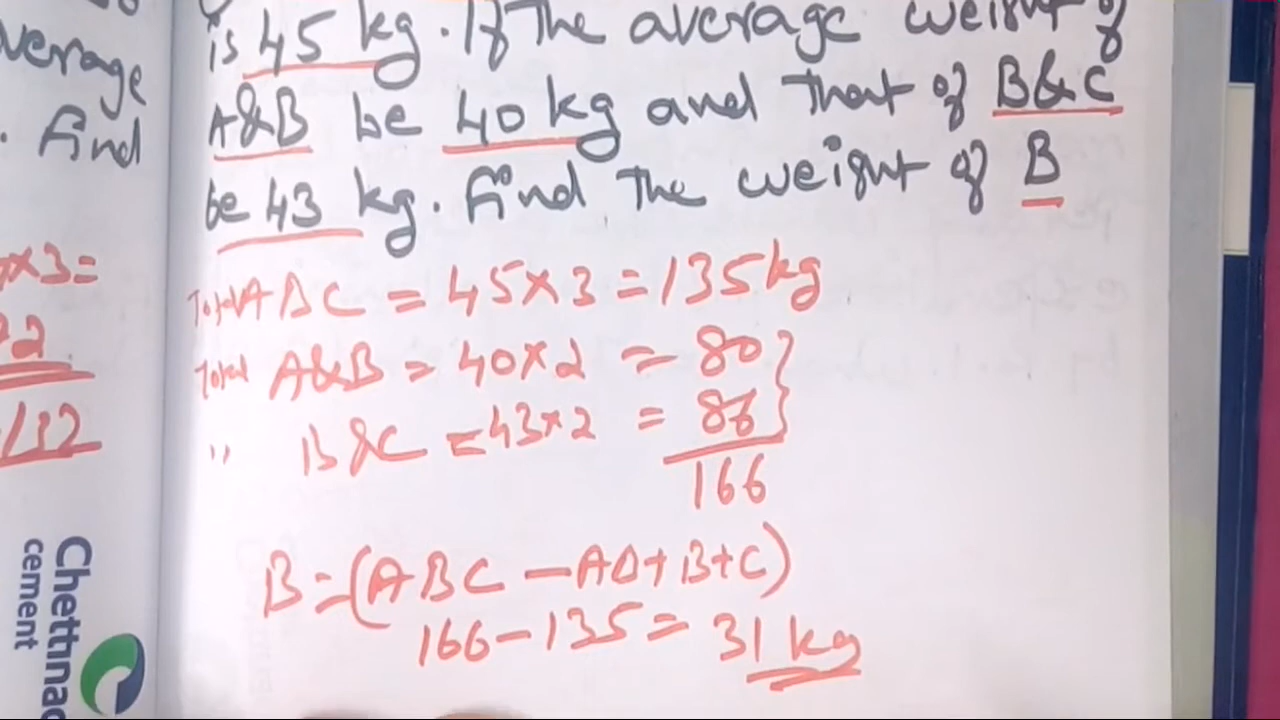 verage
. Find
×3=
2
/132
Chettinad
cement
is 45 kg. If The average weight of
A&B be 40 kg and that of B&C
be 43 kg. Find The weight of B
Total ABC = 45×3 = 135 kg
Total A&B = 40×2 = 80
" B&C = 43×2 = 86
166
B = (ABC - AB + B+C)
166 - 135 = 31 kg